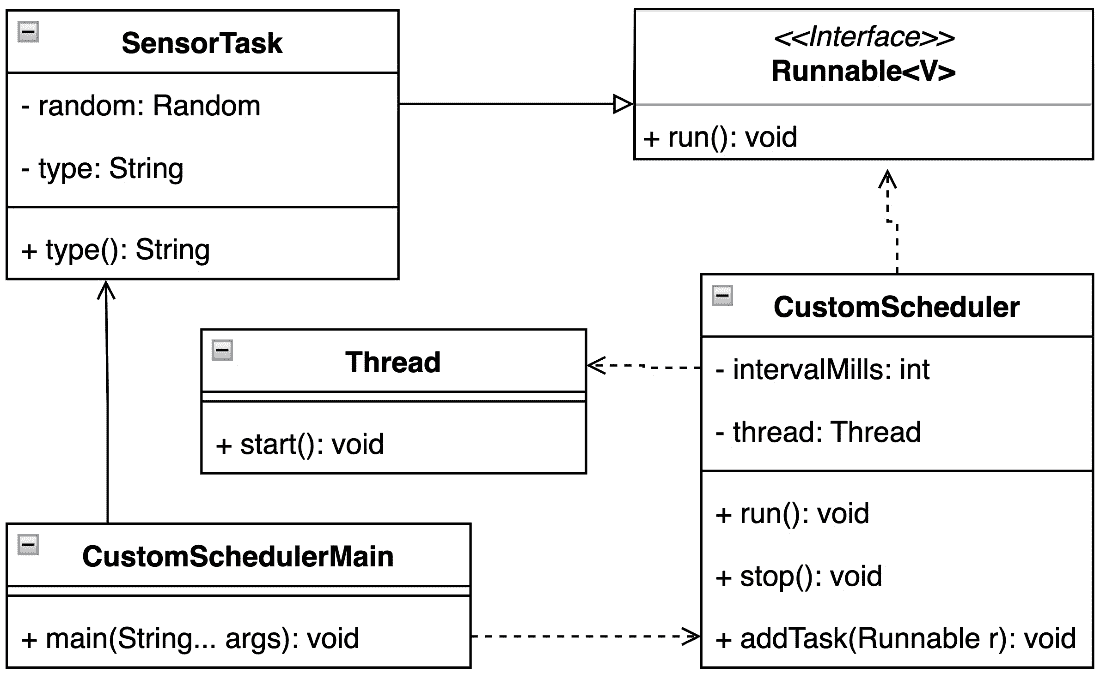 SensorTask
- random: Random
- type: String
+ type(): String
<<Interface>>
Runnable<V>
+ run(): void
Thread
+ start(): void
CustomScheduler
- intervalMills: int
- thread: Thread
+ run(): void
+ stop(): void
+ addTask(Runnable r): void
CustomSchedulerMain
+ main(String... args): void